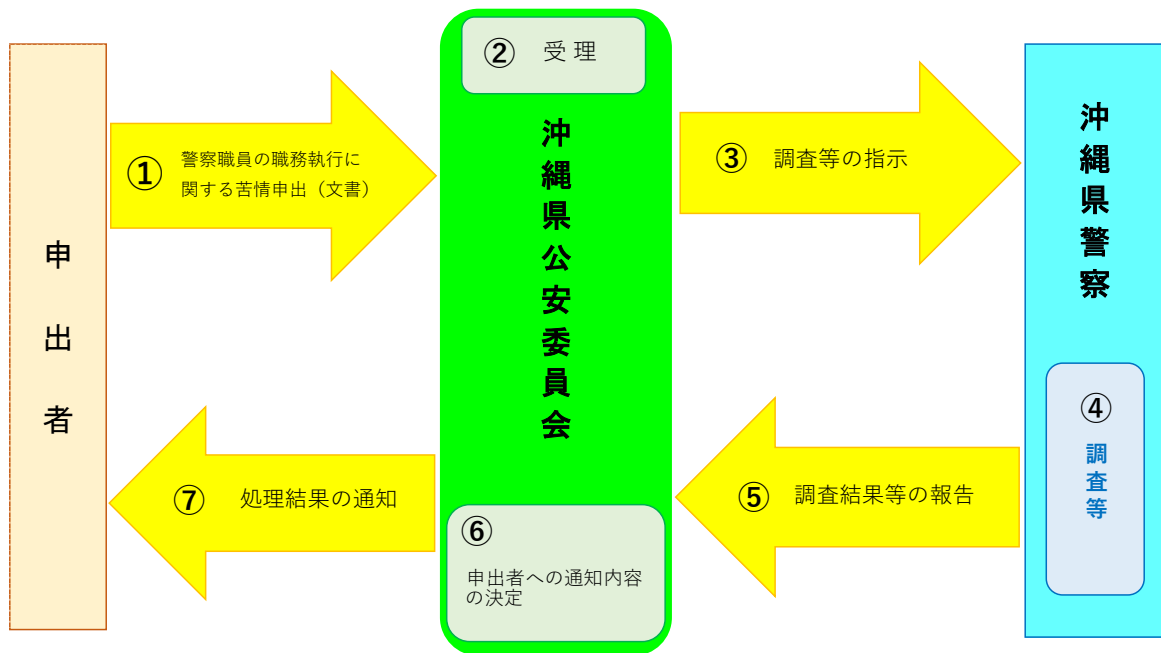 申出者
① 警察職員の職務執行に
関する苦情申出（文書）
② 受 理
沖縄県公安委員会
③ 調査等の指示
沖縄県警察
④
調査等
⑤ 調査結果等の報告
⑥
申出者への通知内容
の決定
⑦ 処理結果の通知